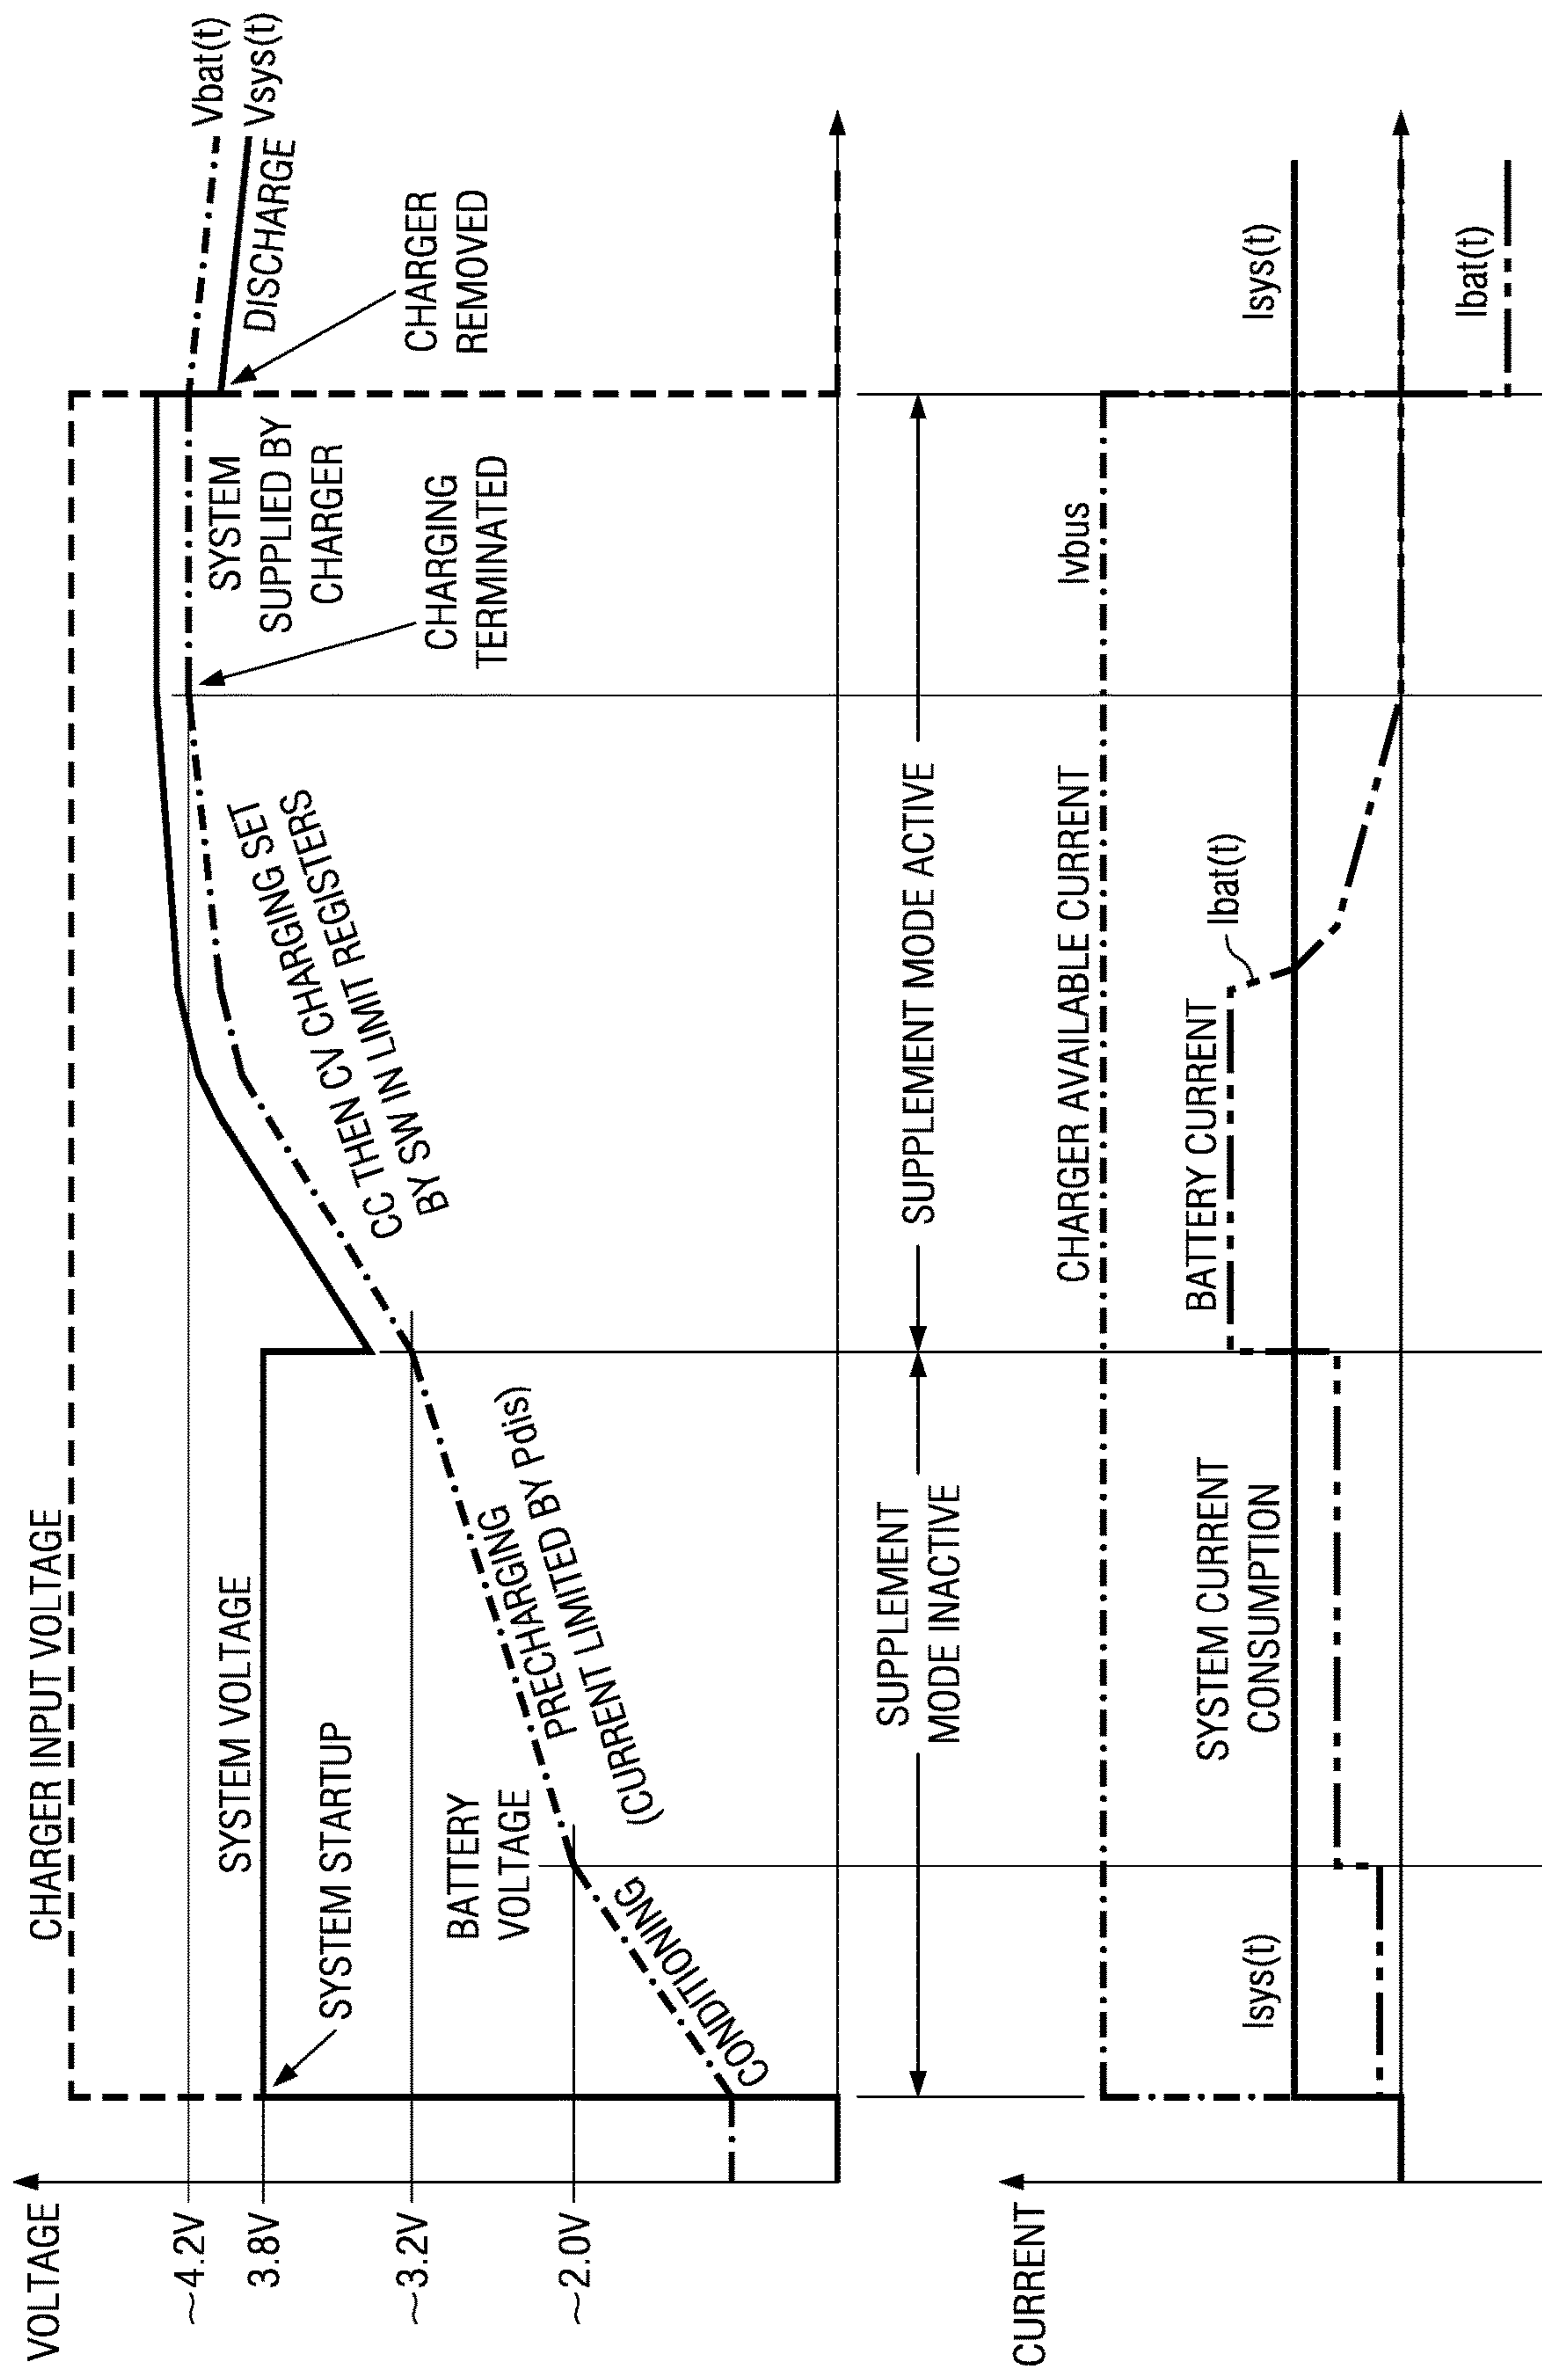 VOLTAGE
CHARGER INPUT VOLTAGE
~4.2V
3.8V
~3.2V
~2.0V
SYSTEM VOLTAGE
SYSTEM STARTUP
BATTERY
VOLTAGE
CONDITIONING
PRECHARGING
(CURRENT LIMITED BY Pdis)
CC THEN CV CHARGING SET
BY SW IN LIMIT REGISTERS
SYSTEM
SUPPLIED BY
CHARGER
CHARGING
TERMINATED
CHARGER
REMOVED
Vbat(t)
Vsys(t)
DISCHARGE
SUPPLEMENT
MODE INACTIVE
SUPPLEMENT MODE ACTIVE
CURRENT
CHARGER AVAILABLE CURRENT
Ivbus
Isys(t)
SYSTEM CURRENT
CONSUMPTION
BATTERY CURRENT
Ibat(t)
Isys(t)
Ibat(t)